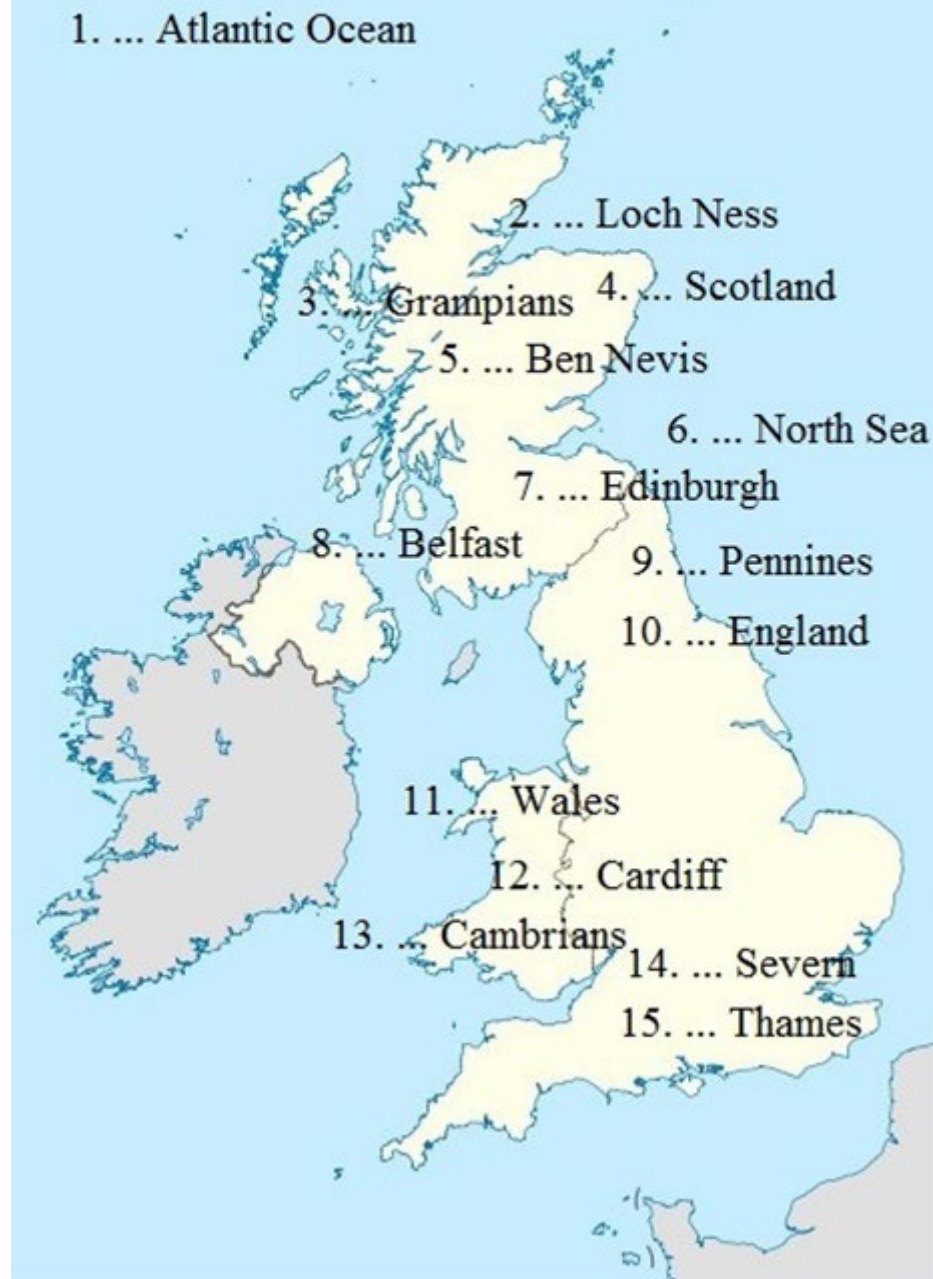 1. ... Atlantic Ocean
2. ... Loch Ness
3. ... Grampians
4. ... Scotland
5. ... Ben Nevis
6. ... North Sea
7. ... Edinburgh
8. ... Belfast
9. ... Pennines
10. ... England
11. ... Wales
12. ... Cardiff
13. ... Cambrians
14. ... Severn
15. ... Thames